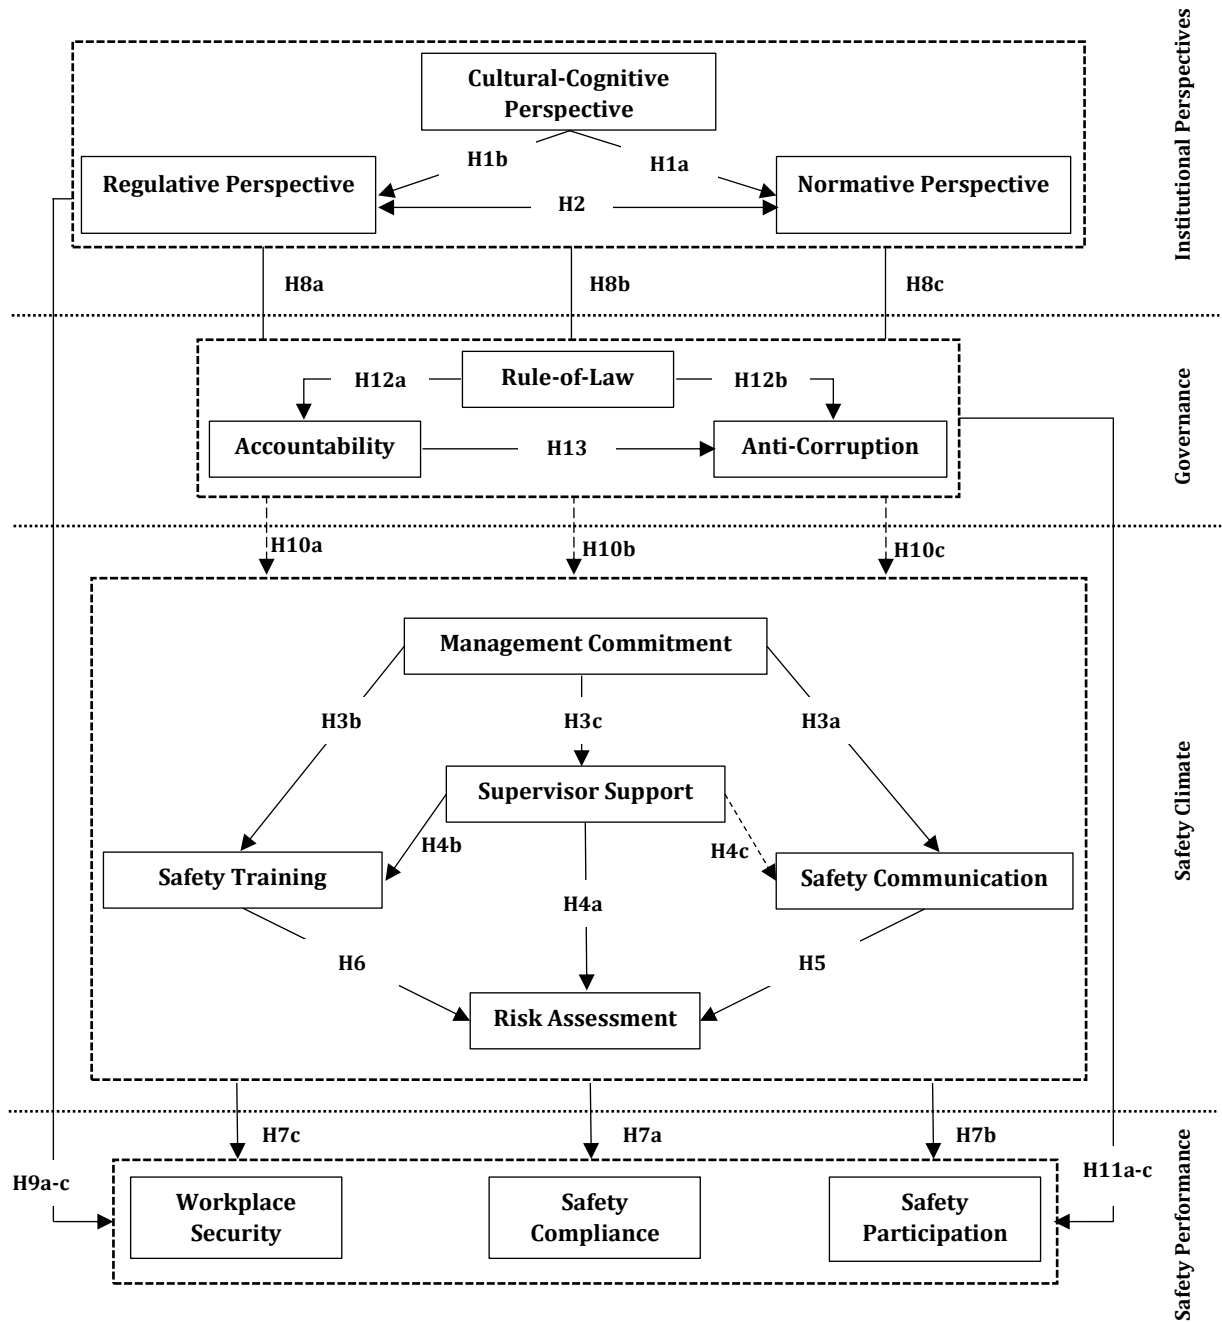 Institutional Perspectives
Cultural-Cognitive
Perspective
H1b
H1a
Regulative Perspective
Normative Perspective
H2
H8a
H8b
H8c
Governance
Rule-of-Law
H12a
H12b
Accountability
H13
Anti-Corruption
H10a
H10b
H10c
Safety Climate
Management Commitment
H3b
H3c
H3a
Supervisor Support
H4b
H4c
Safety Training
Safety Communication
H4a
H6
H5
Risk Assessment
H7c
H7a
H7b
Safety Performance
H9a-c
H11a-c
Workplace
Security
Safety
Compliance
Safety
Participation